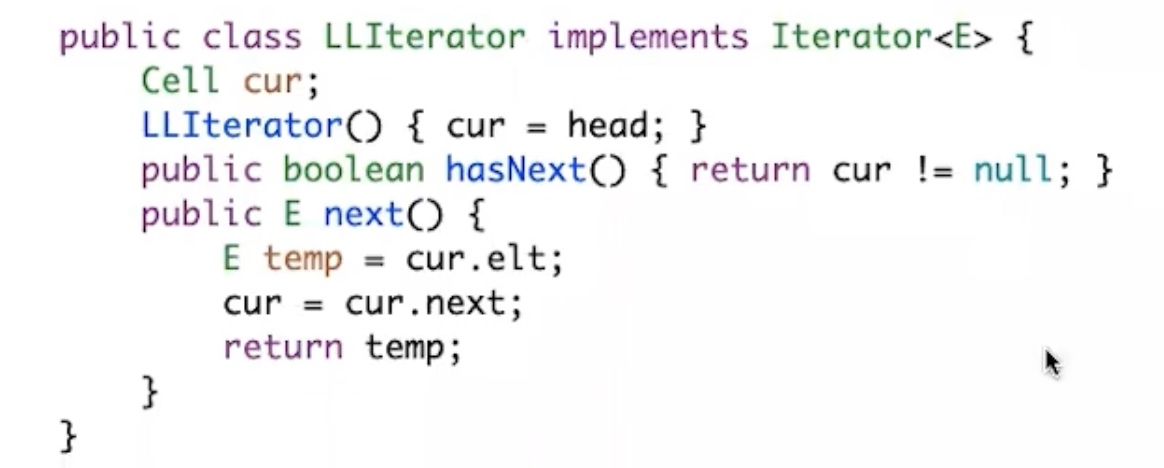 public class LLIterator implements Iterator<E> {
    Cell cur;
    LLIterator() { cur = head; }
    public boolean hasNext() { return cur != null; }
    public E next() {
        E temp = cur.elt;
        cur = cur.next;
        return temp;
    }
}